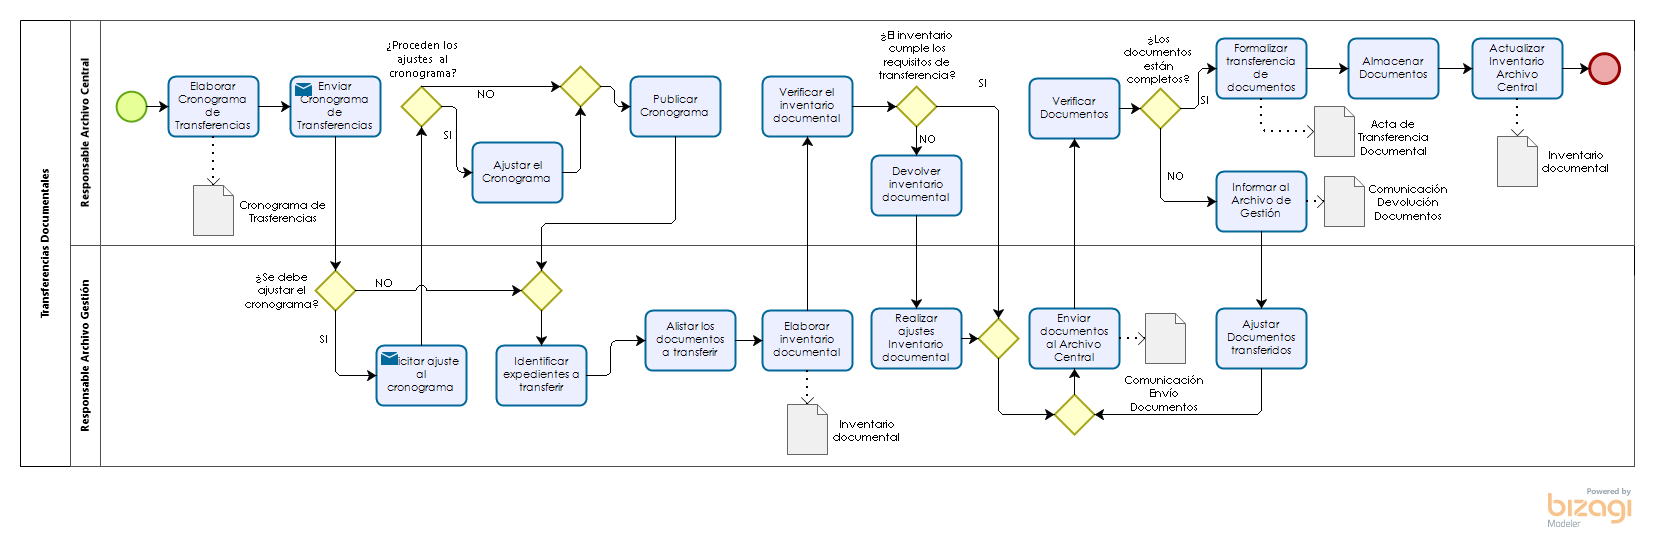 Transferencias Documentales
Responsable Archivo Central
Responsable Archivo Gestión
Elaborar
Cronograma
de
Transferencias
Enviar
Cronograma
de
Transferencias
Cronograma de
Trasferencias
¿Proceden los
ajustes al
cronograma?
NO
SI
Ajustar el
Cronograma
Publicar
Cronograma
Verificar el
inventario
documental
¿El inventario
cumple los
requisitos de
transferencia?
SI
NO
Devolver
inventario
documental
Verificar
Documentos
¿Los
documentos
están
completos?
SI
NO
Formalizar
transferencia
de
documentos
Acta de
Transferencia
Documental
Almacenar
Documentos
Actualizar
Inventario
Archivo
Central
Inventario
documental
Informar al
Archivo de
Gestión
Comunicación
Devolución
Documentos
¿Se debe
ajustar el
cronograma?
NO
SI
licitar ajuste
al
cronograma
Identificar
expedientes a
transferir
Alistar los
documentos
a transferir
Elaborar
inventario
documental
Inventario
documental
Realizar
ajustes
Inventario
documental
Enviar
documentos
al Archivo
Central
Comunicación
Envío
Documentos
Ajustar
Documentos
transferidos
Powered by
bizagi
Modeler